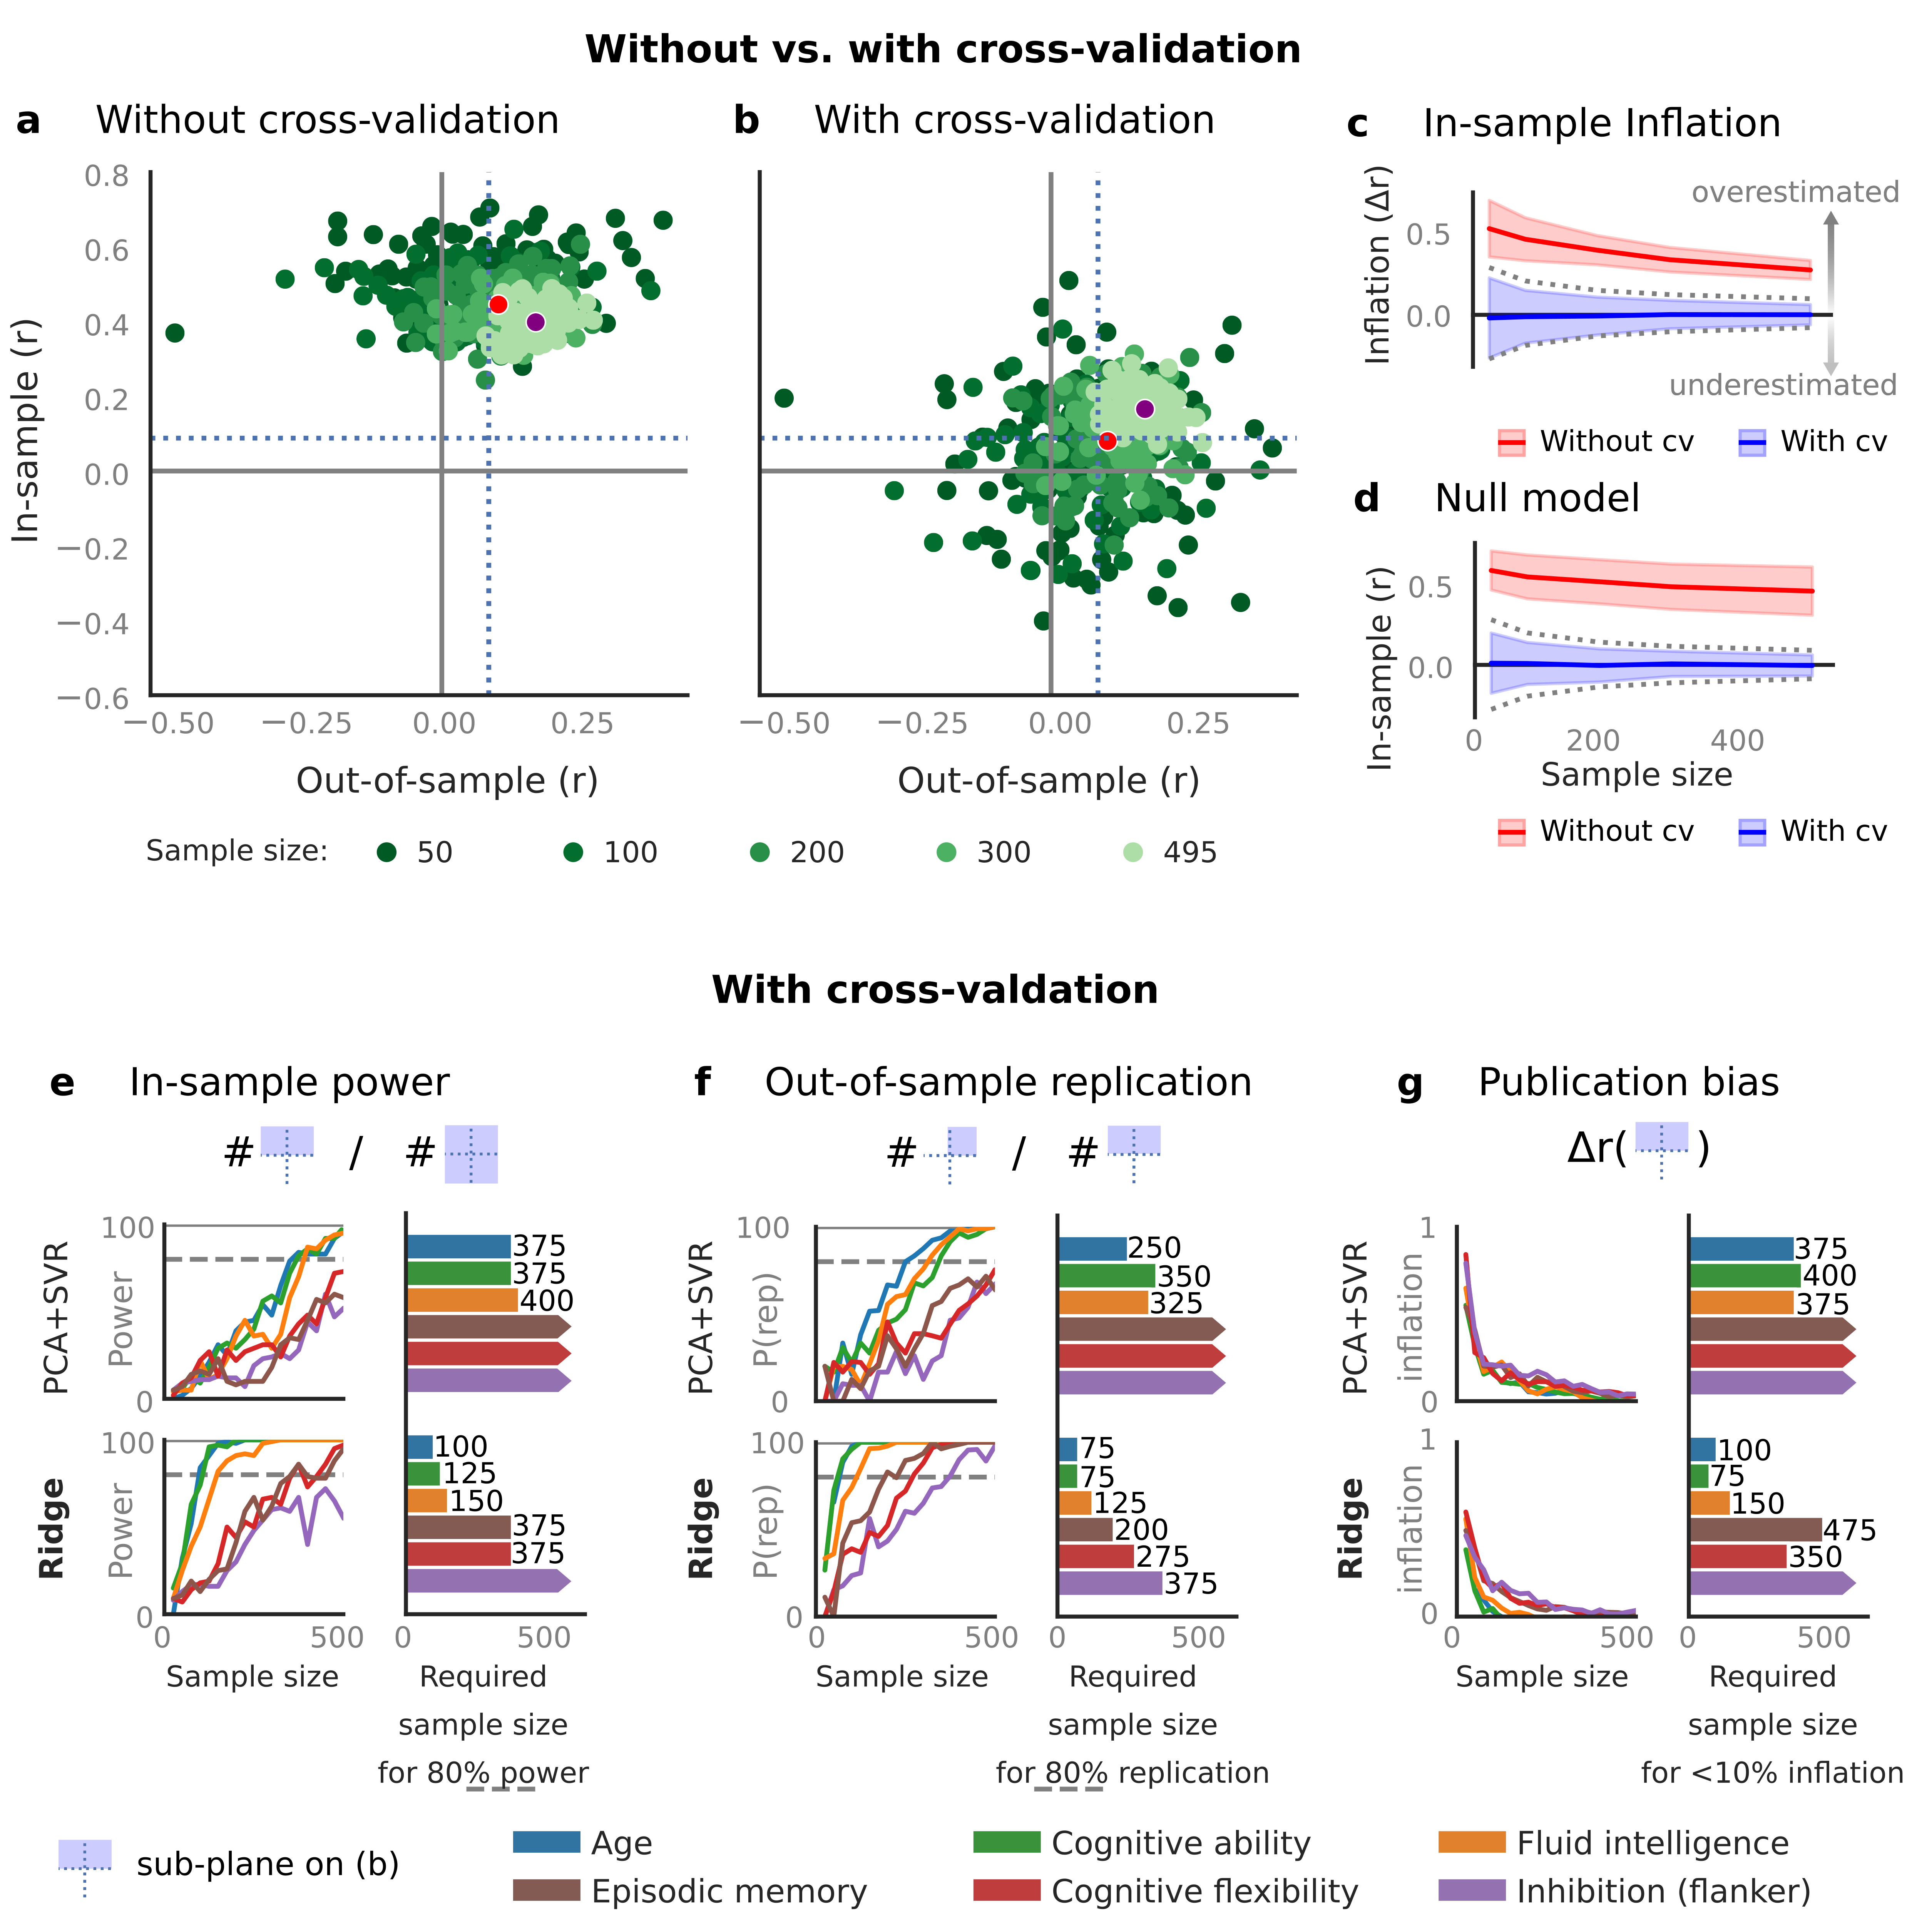 Without vs. with cross-validation
a Without cross-validation
b With cross-validation
c In-sample Inflation
In-sample (r)
0.8
0.6
0.4
0.2
0.0
−0.2
−0.4
−0.6
−0.50 −0.25 0.00 0.25
Out-of-sample (r)
−0.50 −0.25 0.00 0.25
Out-of-sample (r)
Sample size: 50 100 200 300 495
Inflation (Δr)
0.5
0.0
overestimated
underestimated
Without cv With cv
d Null model
In-sample (r)
0.5
0.0
0 200 400
Sample size
Without cv With cv
With cross-valdation
e In-sample power
# / #
f Out-of-sample replication
# / #
g Publication bias
Δr( )
PCA+SVR
Power
100
0
375
375
400
Ridge
Power
100
0
100
125
150
375
375
0 500
Sample size
0 500
Required
sample size
for 80% power
PCA+SVR
P(rep)
100
0
250
350
325
Ridge
P(rep)
100
0
75
75
125
200
275
375
0 500
Sample size
0 500
Required
sample size
for 80% replication
PCA+SVR
inflation
1
0
375
400
375
Ridge
inflation
1
0
100
75
150
475
350
0 500
Sample size
0 500
Required
sample size
for <10% inflation
sub-plane on (b)
Age
Cognitive ability
Fluid intelligence
Episodic memory
Cognitive flexibility
Inhibition (flanker)